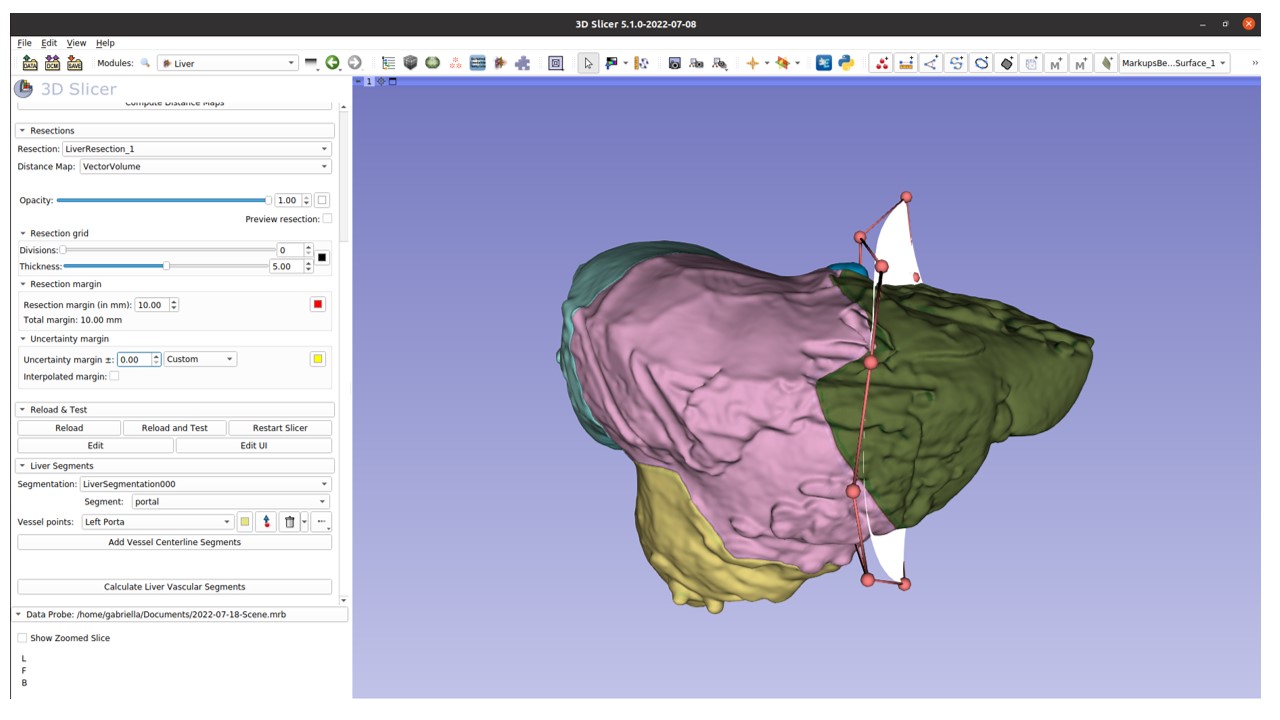 3D Slicer 5.1.0-2022-07-08
File Edit View Help
DATA DCM SAVE Modules: Liver MarkupsBe...Surface_1
1
3D Slicer
Compute Distance Maps
Resections
Resection: LiverResection_1
Distance Map: VectorVolume
Opacity: 1.00
Preview resection:
Resection grid
Divisions: 0
Thickness: 5.00
Resection margin
Resection margin (in mm): 10.00
Total margin: 10.00 mm
Uncertainty margin
Uncertainty margin ±: 0.00 Custom
Interpolated margin:
Reload & Test
Reload Reload and Test Restart Slicer
Edit Edit UI
Liver Segments
Segmentation: LiverSegmentation000
Segment: portal
Vessel points: Left Porta
Add Vessel Centerline Segments
Calculate Liver Vascular Segments
Data Probe: /home/gabriella/Documents/2022-07-18-Scene.mrb
Show Zoomed Slice
L
F
B